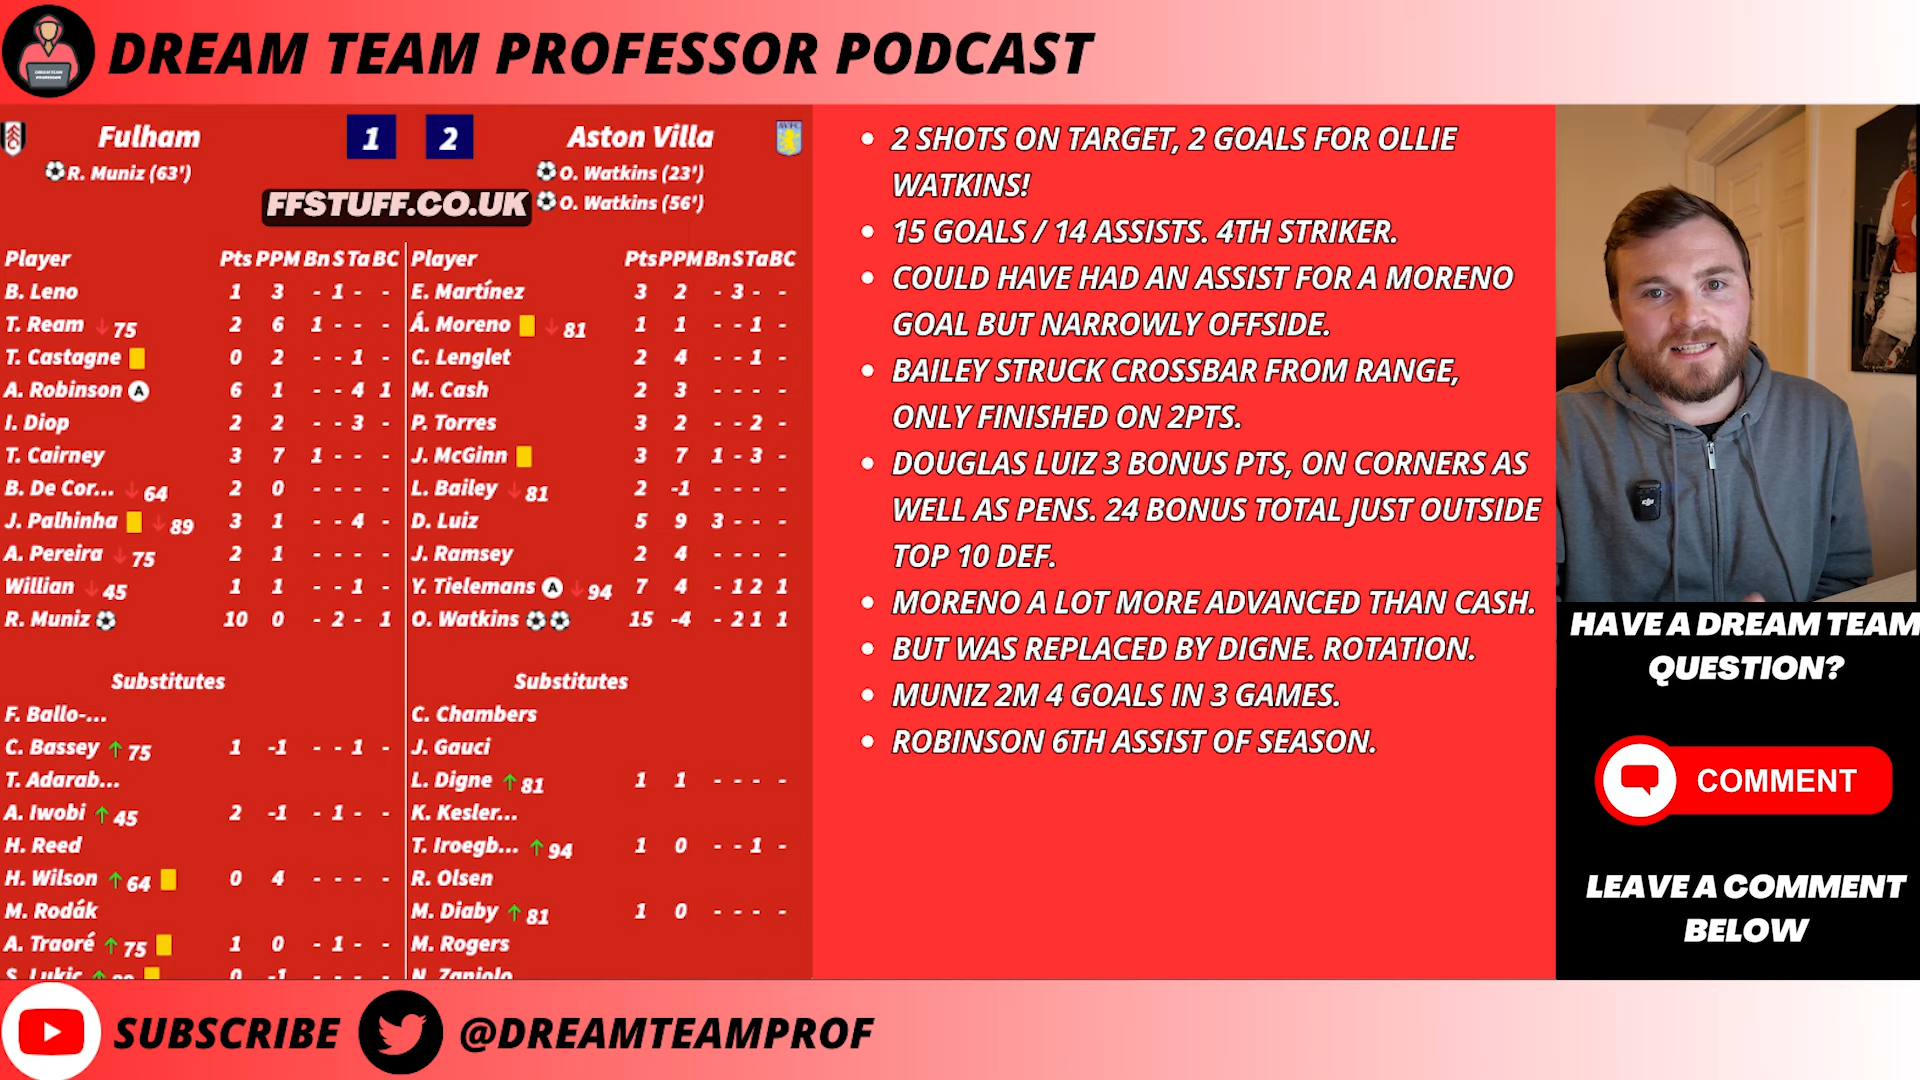 DREAM TEAM PROFESSOR PODCAST
Fulham 1 2 Aston Villa
R. Muniz (63') O. Watkins (23')
FFSTUFF.CO.UK O. Watkins (56')
Player Pts PPM Bn S Ta BC Player Pts PPM Bn S Ta BC
B. Leno 1 3 - 1 - - E. Martínez 3 2 - 3 - -
T. Ream 75 2 6 1 - - - Á. Moreno 81 1 1 - - 1 -
T. Castagne 0 2 - - 1 - C. Lenglet 2 4 - - 1 -
A. Robinson A 6 1 - - 4 1 M. Cash 2 3 - - - -
I. Diop 2 2 - - 3 - P. Torres 3 2 - - 2 -
T. Cairney 3 7 1 - - - J. McGinn 3 7 1 - 3 -
B. De Cor... 64 2 0 - - - - L. Bailey 81 2 -1 - - - -
J. Palhinha 89 3 1 - - 4 - D. Luiz 5 9 3 - - -
A. Pereira 75 2 1 - - - - J. Ramsey 2 4 - - - -
Willian 45 1 1 - - 1 - Y. Tielemans A 94 7 4 - 1 2 1
R. Muniz 10 0 - 2 - 1 O. Watkins 15 -4 - 2 1 1
Substitutes Substitutes
F. Ballo-... C. Chambers
C. Bassey 75 1 -1 - - 1 - J. Gauci
T. Adarab... L. Digne 81 1 1 - - - -
A. Iwobi 45 2 -1 - 1 - - K. Kesler...
H. Reed T. Iroegb... 94 1 0 - - 1 -
H. Wilson 64 0 4 - - - - R. Olsen
M. Rodák M. Diaby 81 1 0 - - - -
A. Traoré 75 1 0 - 1 - - M. Rogers
S. Lukic 0 -1 - - - - N. Zaniolo
• 2 SHOTS ON TARGET, 2 GOALS FOR OLLIE
WATKINS!
• 15 GOALS / 14 ASSISTS. 4TH STRIKER.
• COULD HAVE HAD AN ASSIST FOR A MORENO
GOAL BUT NARROWLY OFFSIDE.
• BAILEY STRUCK CROSSBAR FROM RANGE,
ONLY FINISHED ON 2PTS.
• DOUGLAS LUIZ 3 BONUS PTS, ON CORNERS AS
WELL AS PENS. 24 BONUS TOTAL JUST OUTSIDE
TOP 10 DEF.
• MORENO A LOT MORE ADVANCED THAN CASH.
• BUT WAS REPLACED BY DIGNE. ROTATION.
• MUNIZ 2M 4 GOALS IN 3 GAMES.
• ROBINSON 6TH ASSIST OF SEASON.
HAVE A DREAM TEAM
QUESTION?
COMMENT
LEAVE A COMMENT
BELOW
SUBSCRIBE @DREAMTEAMPROF